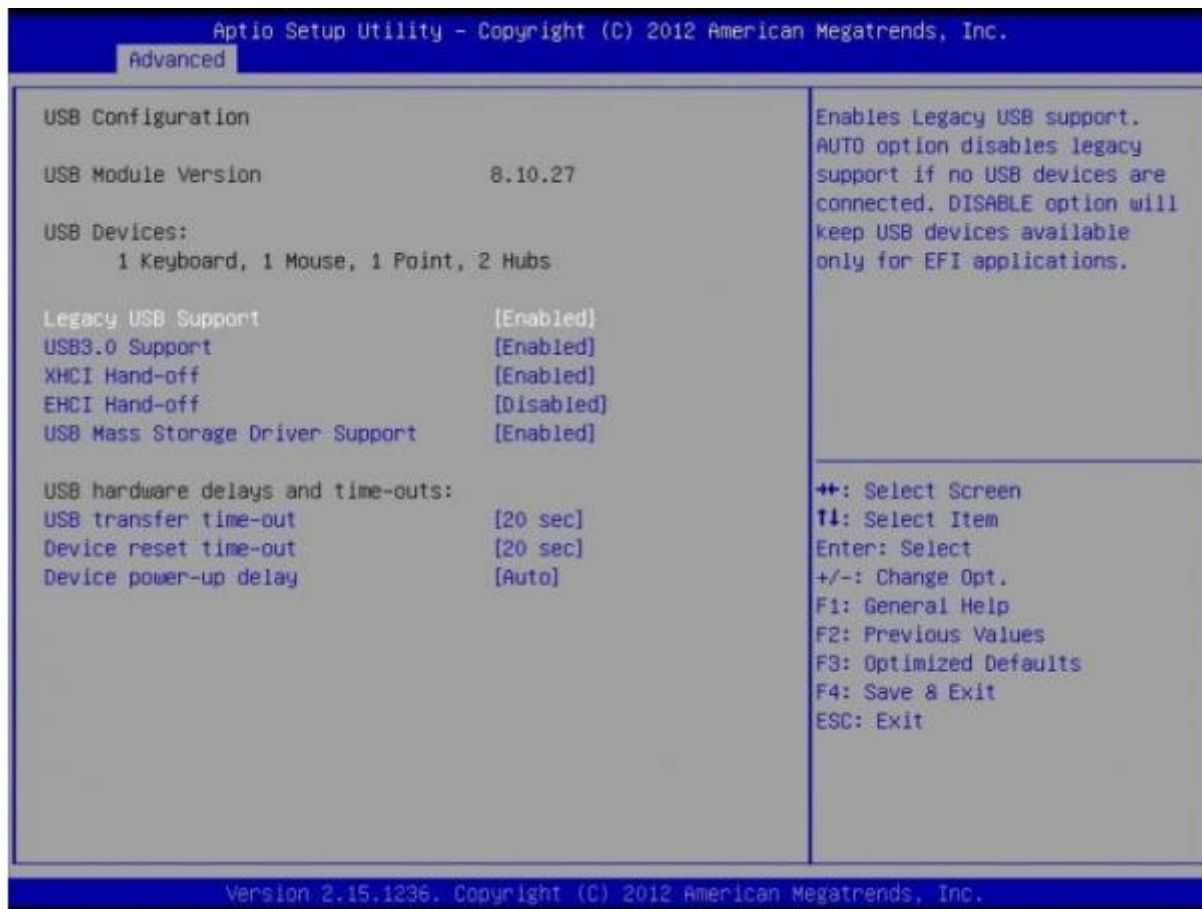 Aptio Setup Utility - Copyright (C) 2012 American Megatrends, Inc.
Advanced
USB Configuration
USB Module Version 8.10.27
USB Devices:
1 Keyboard, 1 Mouse, 1 Point, 2 Hubs
Legacy USB Support [Enabled]
USB3.0 Support [Enabled]
XHCI Hand-off [Enabled]
EHCI Hand-off [Disabled]
USB Mass Storage Driver Support [Enabled]
USB hardware delays and time-outs:
USB transfer time-out [20 sec]
Device reset time-out [20 sec]
Device power-up delay [Auto]
Enables Legacy USB support.
AUTO option disables legacy
support if no USB devices are
connected. DISABLE option will
keep USB devices available
only for EFI applications.
→←: Select Screen
↑↓: Select Item
Enter: Select
+/-: Change Opt.
F1: General Help
F2: Previous Values
F3: Optimized Defaults
F4: Save & Exit
ESC: Exit
Version 2.15.1236. Copyright (C) 2012 American Megatrends, Inc.